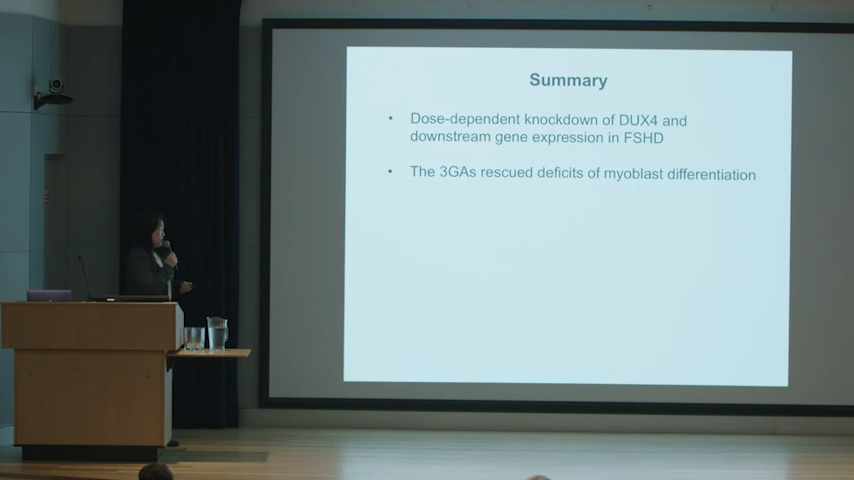 Summary
• Dose-dependent knockdown of DUX4 and
downstream gene expression in FSHD
• The 3GAs rescued deficits of myoblast differentiation